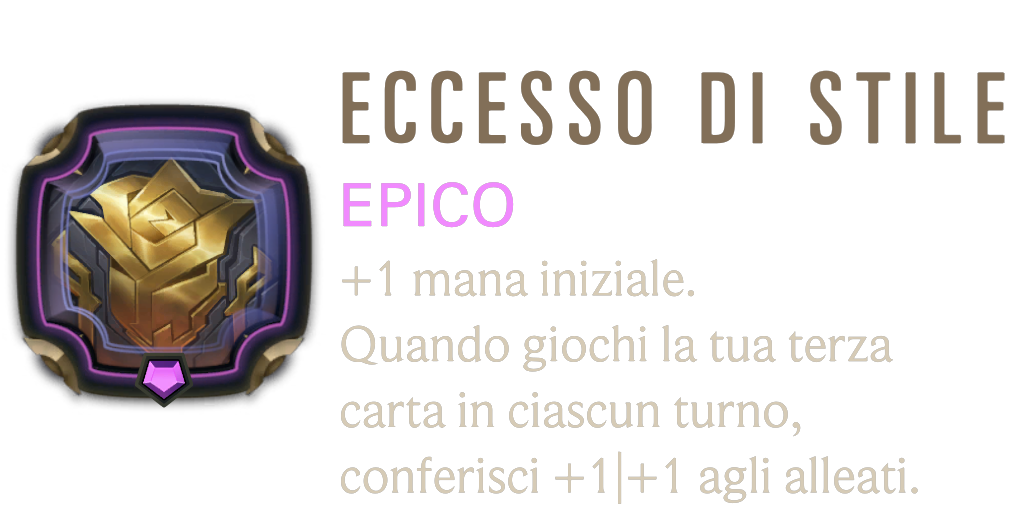 ECCESSO DI STILE
EPICO
+1 mana iniziale.
Quando giochi la tua terza
carta in ciascun turno,
conferisci +1|+1 agli alleati.